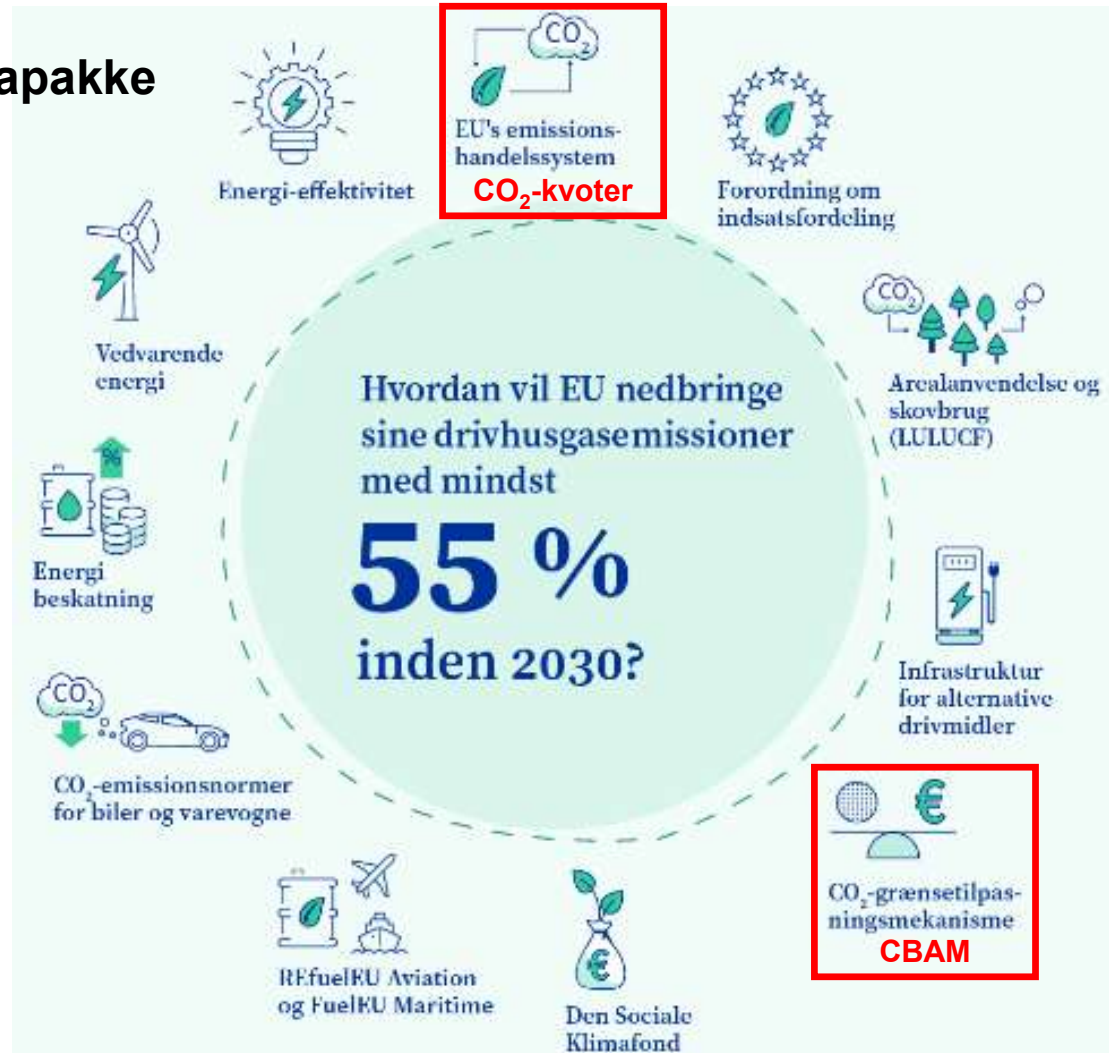 apakke
CO₂
EU's emissions-
handelssystem
CO₂-kvoter
Energi-effektivitet
Forordning om
indsatsfordeling
Vedvarende
energi
CO₂
Arealanvendelse og
skovbrug
(LULUCF)
Hvordan vil EU nedbringe
sine drivhusgasemissioner
med mindst
55 %
inden 2030?
%
Energi
beskatning
Infrastruktur
for alternative
drivmidler
CO₂
CO₂-emissionsnormer
for biler og varevogne
€
CO₂-grænsetilpas-
ningsmekanisme
CBAM
REfuelEU Aviation
og FuelEU Maritime
€
Den Sociale
Klimafond